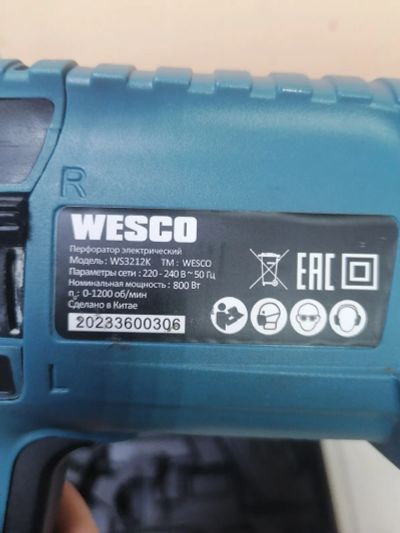 R
WESCO
Перфоратор электрический
Модель : WS3212K TM : WESCO
Параметры сети : 220 - 240 В ~ 50 Гц
Номинальная мощность : 800 Вт
n₀: 0-1200 об/мин
Сделано в Китае
20233600306
EAC